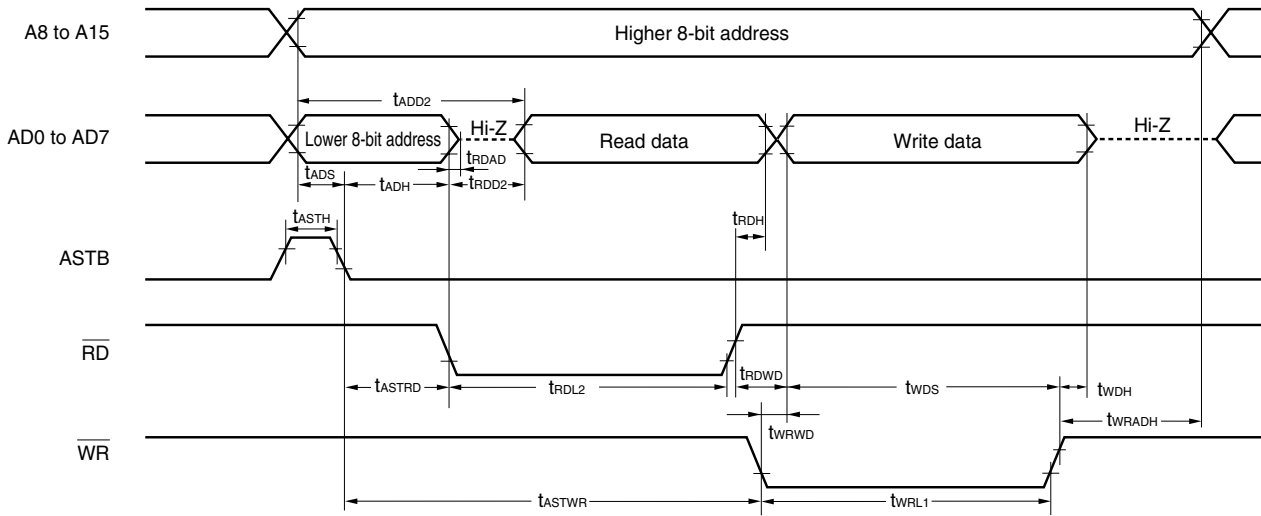 A8 to A15
Higher 8-bit address
tADD2
AD0 to AD7
Lower 8-bit address
Hi-Z
Read data
Write data
Hi-Z
tRDAD
tADS
tADH
tRDD2
tASTH
tRDH
ASTB
RD
tASTRD
tRDL2
tRDWD
tWDS
tWDH
tWRADH
tWRWD
WR
tASTWR
tWRL1